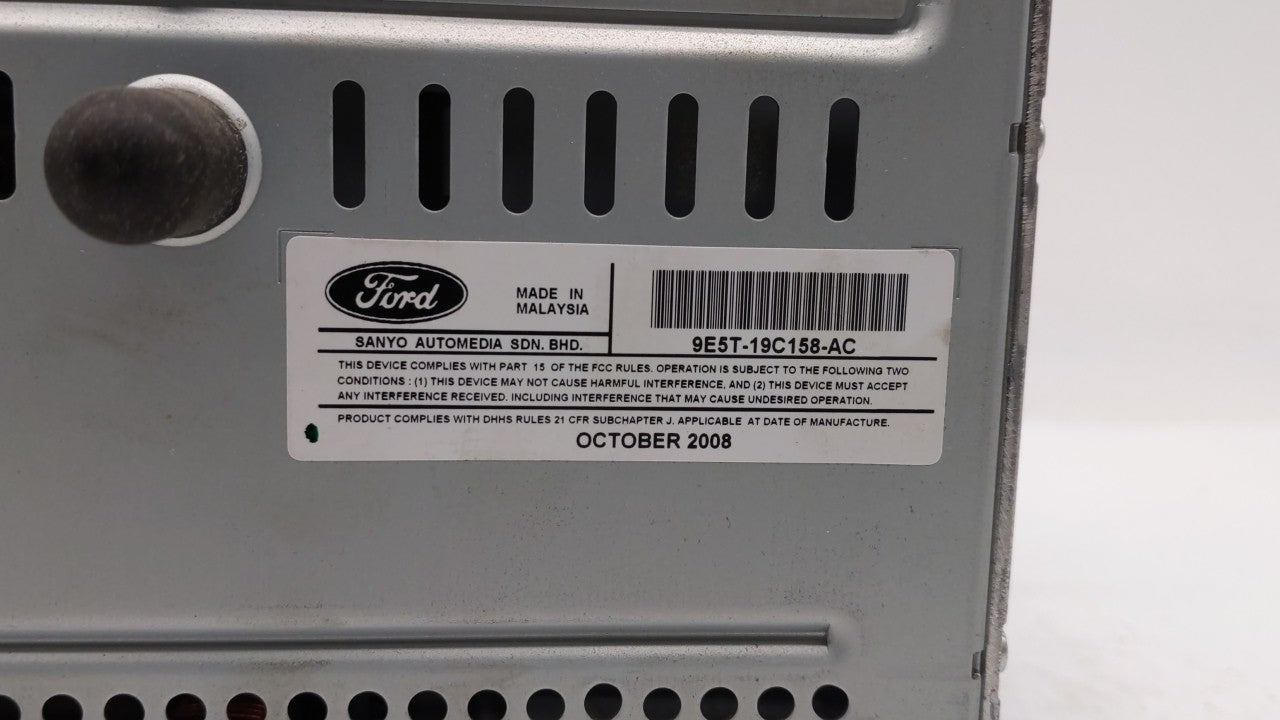 Ford
MADE IN
MALAYSIA
SANYO AUTOMEDIA SDN. BHD.
9E5T-19C158-AC
THIS DEVICE COMPLIES WITH PART 15 OF THE FCC RULES. OPERATION IS SUBJECT TO THE FOLLOWING TWO
CONDITIONS : (1) THIS DEVICE MAY NOT CAUSE HARMFUL INTERFERENCE, AND (2) THIS DEVICE MUST ACCEPT
ANY INTERFERENCE RECEIVED. INCLUDING INTERFERENCE THAT MAY CAUSE UNDESIRED OPERATION.
PRODUCT COMPLIES WITH DHHS RULES 21 CFR SUBCHAPTER J. APPLICABLE AT DATE OF MANUFACTURE.
OCTOBER 2008